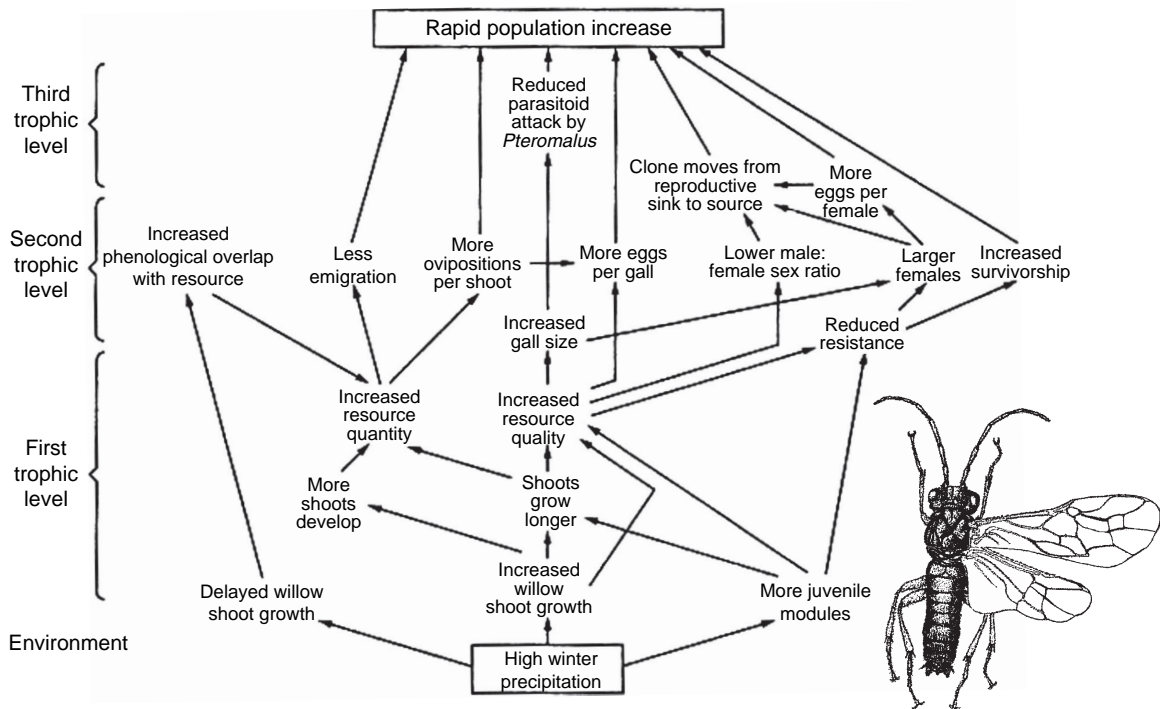 Rapid population increase
Third
trophic
level
Reduced
parasitoid
attack by
Pteromalus
Clone moves from
reproductive
sink to source
More
eggs per
female
Second
trophic
level
Increased
phenological overlap
with resource
Less
emigration
More
ovipositions
per shoot
More eggs
per gall
Lower male:
female sex ratio
Larger
females
Increased
survivorship
Increased
gall size
Reduced
resistance
First
trophic
level
Increased
resource
quantity
Increased
resource
quality
More
shoots
develop
Shoots
grow
longer
Delayed willow
shoot growth
Increased
willow
shoot growth
More juvenile
modules
Environment
High winter
precipitation